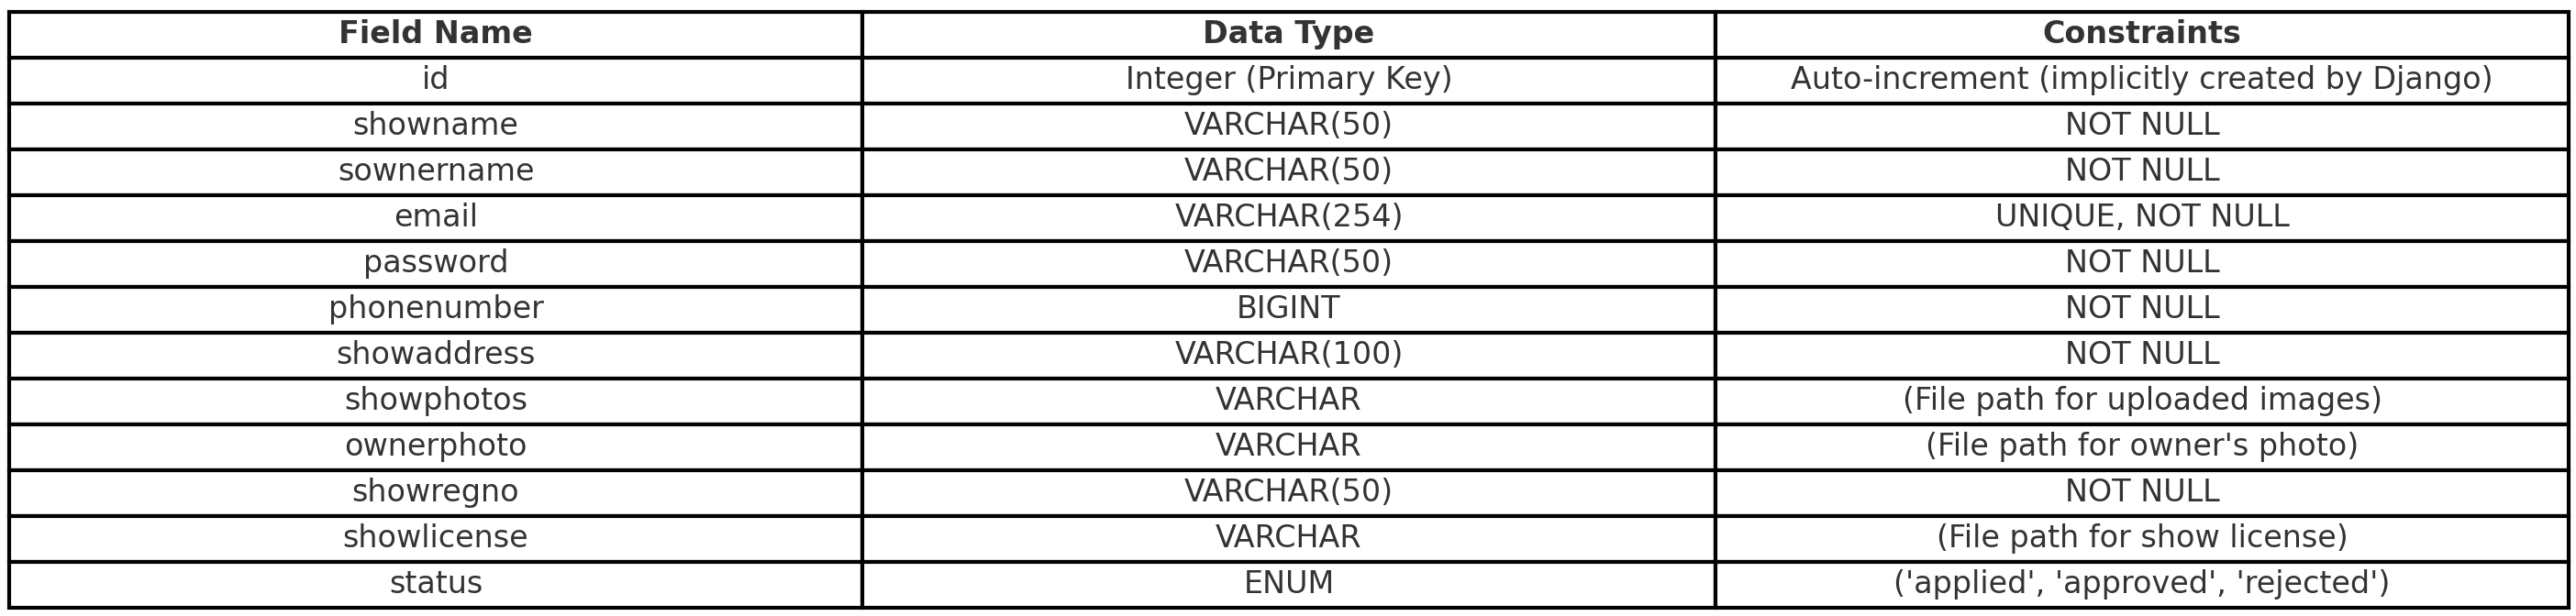 Field Name Data Type Constraints
id Integer (Primary Key) Auto-increment (implicitly created by Django)
showname VARCHAR(50) NOT NULL
sownername VARCHAR(50) NOT NULL
email VARCHAR(254) UNIQUE, NOT NULL
password VARCHAR(50) NOT NULL
phonenumber BIGINT NOT NULL
showaddress VARCHAR(100) NOT NULL
showphotos VARCHAR (File path for uploaded images)
ownerphoto VARCHAR (File path for owner's photo)
showregno VARCHAR(50) NOT NULL
showlicense VARCHAR (File path for show license)
status ENUM ('applied', 'approved', 'rejected')